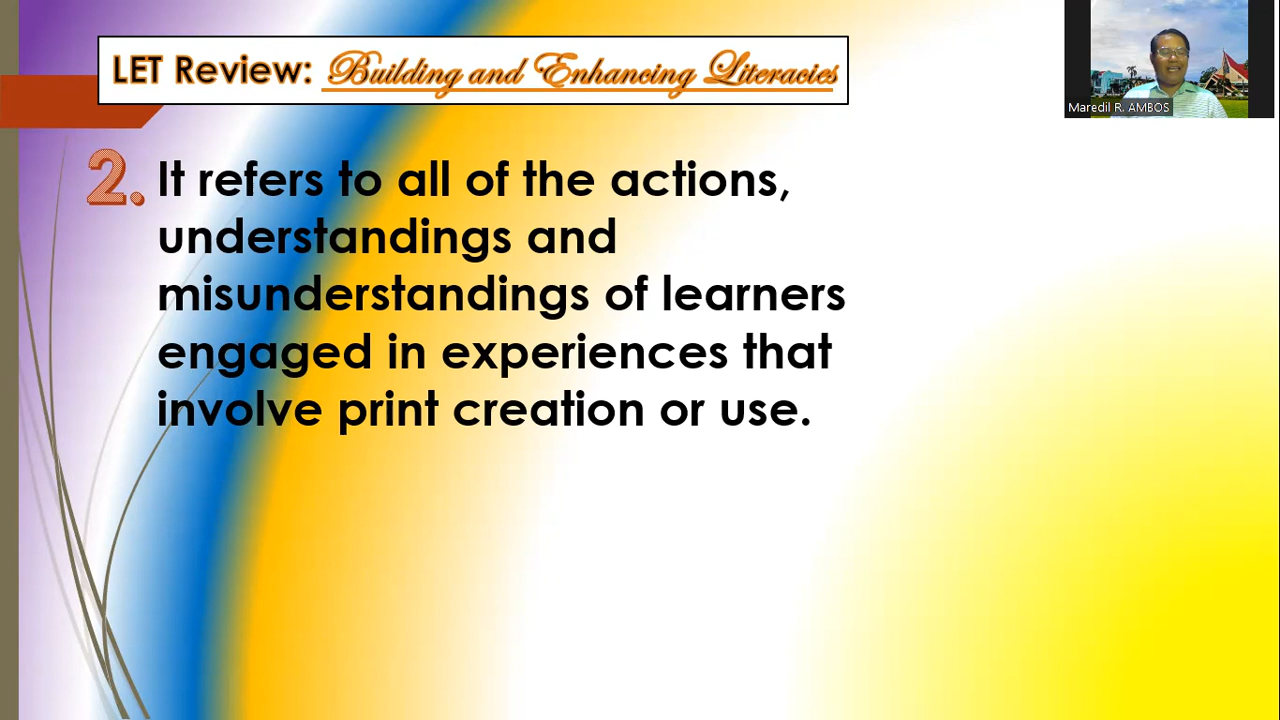 LET Review: Building and Enhancing Literacies
Maredil R. AMBOS
2. It refers to all of the actions,
understandings and
misunderstandings of learners
engaged in experiences that
involve print creation or use.